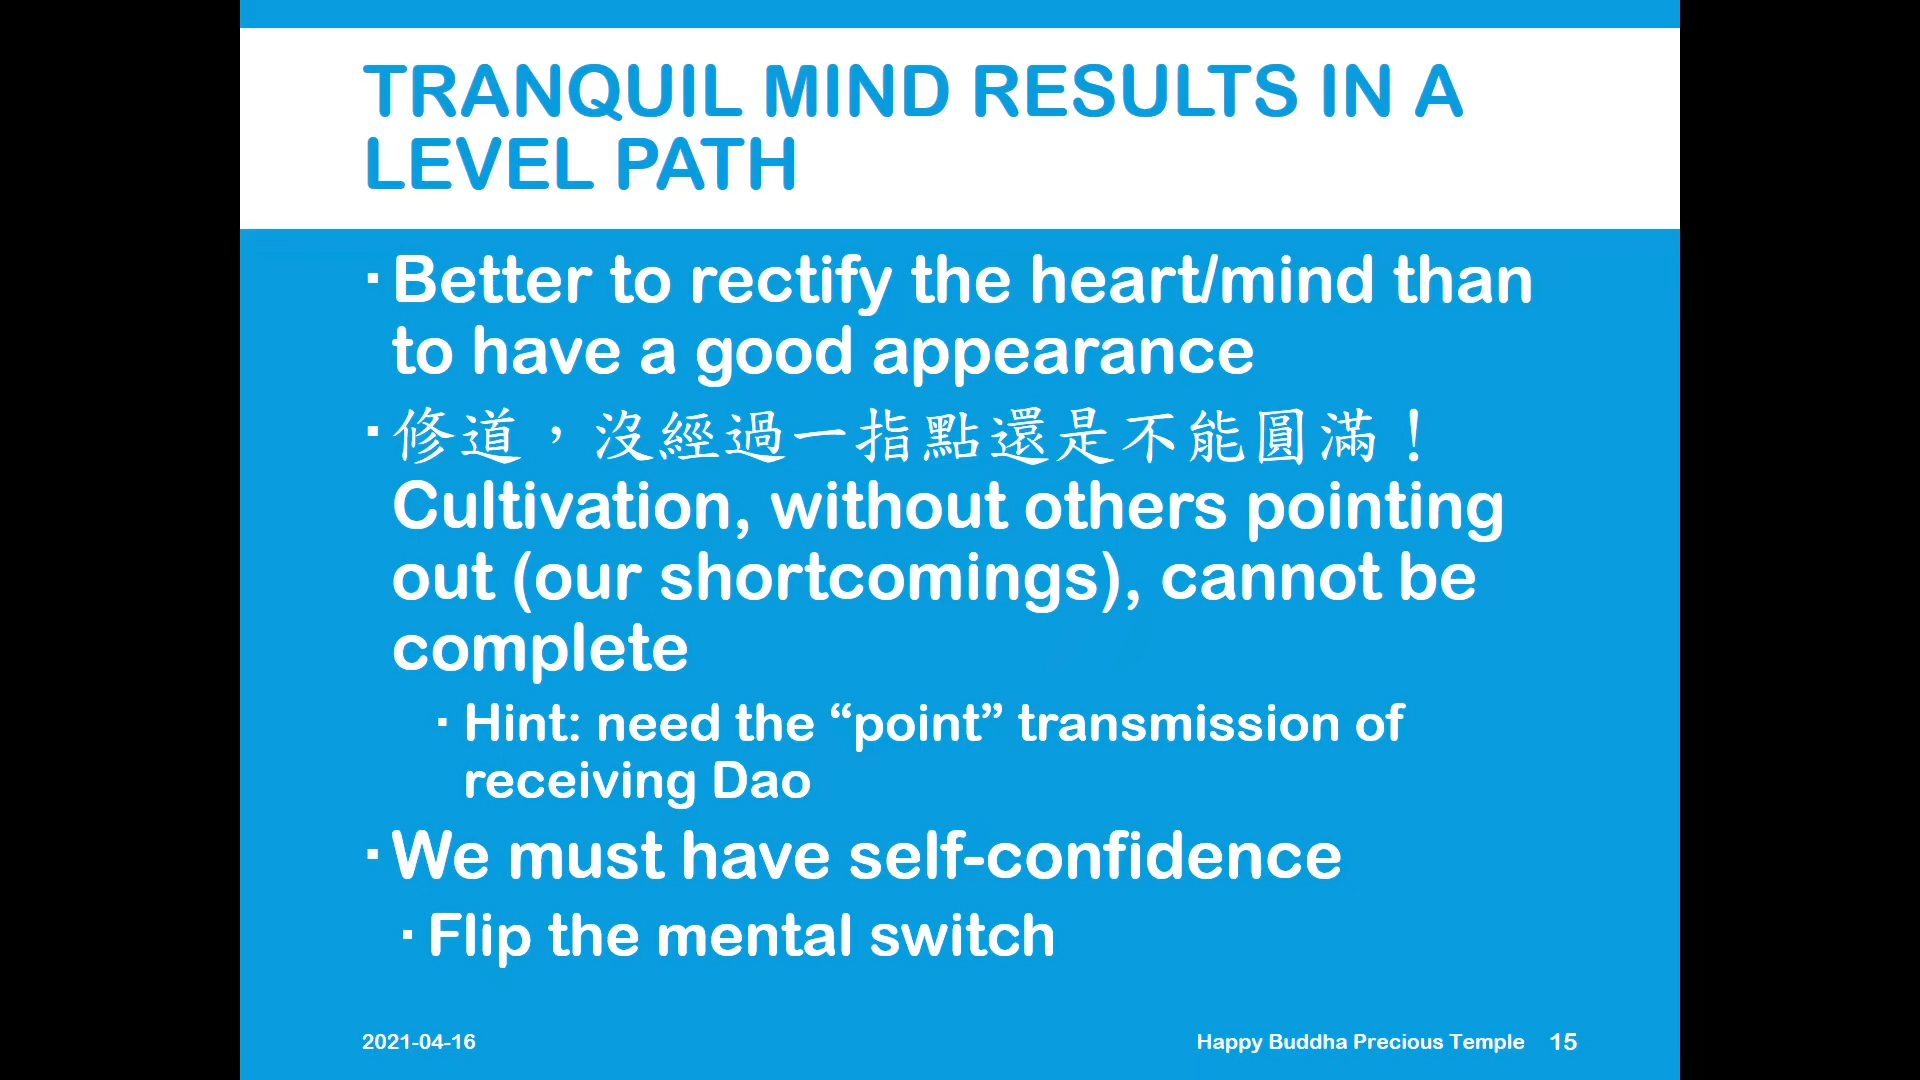 TRANQUIL MIND RESULTS IN A
LEVEL PATH
▪ Better to rectify the heart/mind than
to have a good appearance
▪ 修道，沒經過一指點還是不能圓滿！
Cultivation, without others pointing
out (our shortcomings), cannot be
complete
▪ Hint: need the “point” transmission of
receiving Dao
▪ We must have self-confidence
▪ Flip the mental switch
2021-04-16 Happy Buddha Precious Temple 15